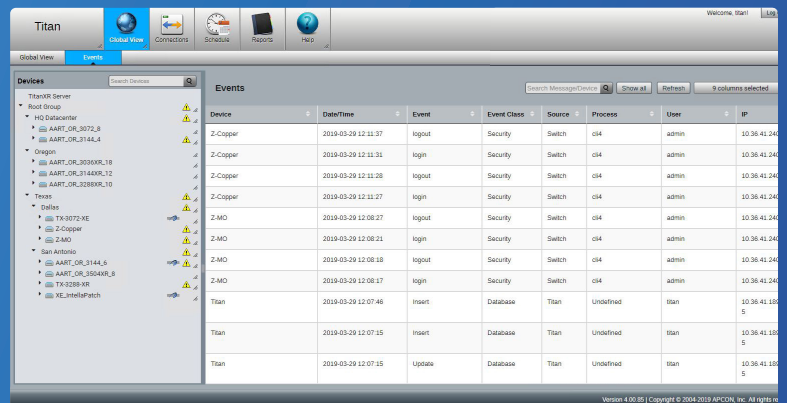 Titan
Global View
Connections
Schedule
Reports
Help
Welcome, titan!
Log
Global View Events
Devices
Search Devices
TitanXR Server
Root Group
HQ Datacenter
AART_OR_3072_8
AART_OR_3144_4
Oregon
AART_OR_3036XR_18
AART_OR_3144XR_12
AART_OR_3288XR_10
Texas
Dallas
TX-3072-XE
Z-Copper
Z-MO
San Antonio
AART_OR_3144_6
AART_OR_3504XR_8
TX-3288-XR
XE_IntellaPatch
Events
Search Message/Device
Show all
Refresh
9 columns selected
Device Date/Time Event Event Class Source Process User IP
Z-Copper 2019-03-29 12:11:37 logout Security Switch cli4 admin 10.36.41.240
Z-Copper 2019-03-29 12:11:31 login Security Switch cli4 admin 10.36.41.240
Z-Copper 2019-03-29 12:11:28 logout Security Switch cli4 admin 10.36.41.240
Z-Copper 2019-03-29 12:11:27 login Security Switch cli4 admin 10.36.41.240
Z-MO 2019-03-29 12:08:27 logout Security Switch cli4 admin 10.36.41.240
Z-MO 2019-03-29 12:08:21 login Security Switch cli4 admin 10.36.41.240
Z-MO 2019-03-29 12:08:18 logout Security Switch cli4 admin 10.36.41.240
Z-MO 2019-03-29 12:08:17 login Security Switch cli4 admin 10.36.41.240
Titan 2019-03-29 12:07:46 Insert Database Titan Undefined titan 10.36.41.189
5
Titan 2019-03-29 12:07:15 Insert Database Titan Undefined titan 10.36.41.189
5
Titan 2019-03-29 12:07:15 Update Database Titan Undefined titan 10.36.41.189
5
Version 4.00.85 | Copyright © 2004-2019 APCON, Inc. All rights re